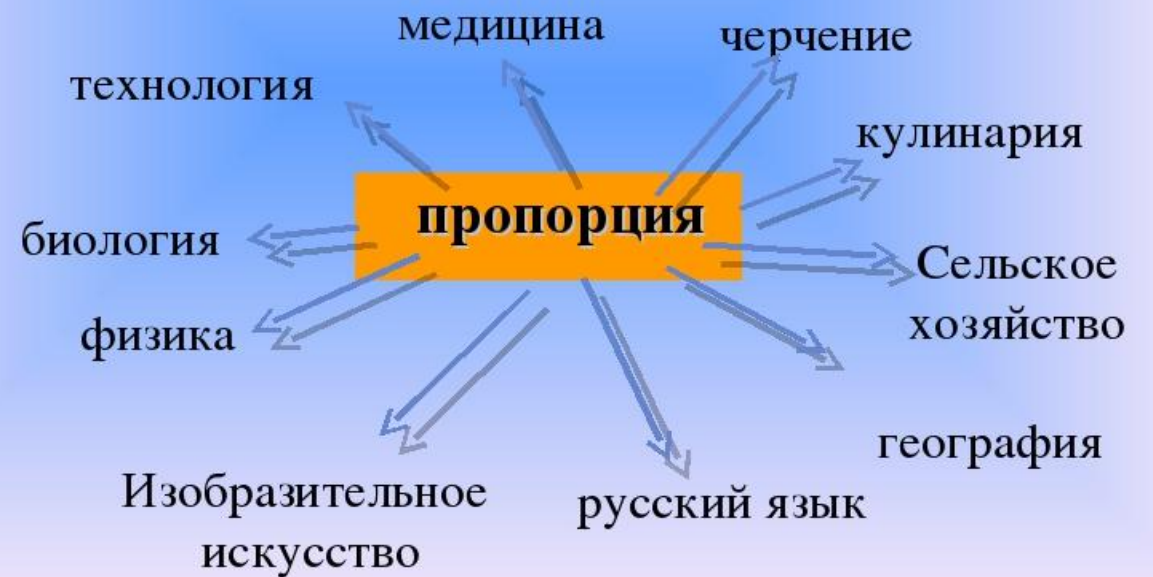 медицина
черчение
технология
кулинария
пропорция
биология
Сельское
хозяйство
физика
география
Изобразительное
искусство
русский язык